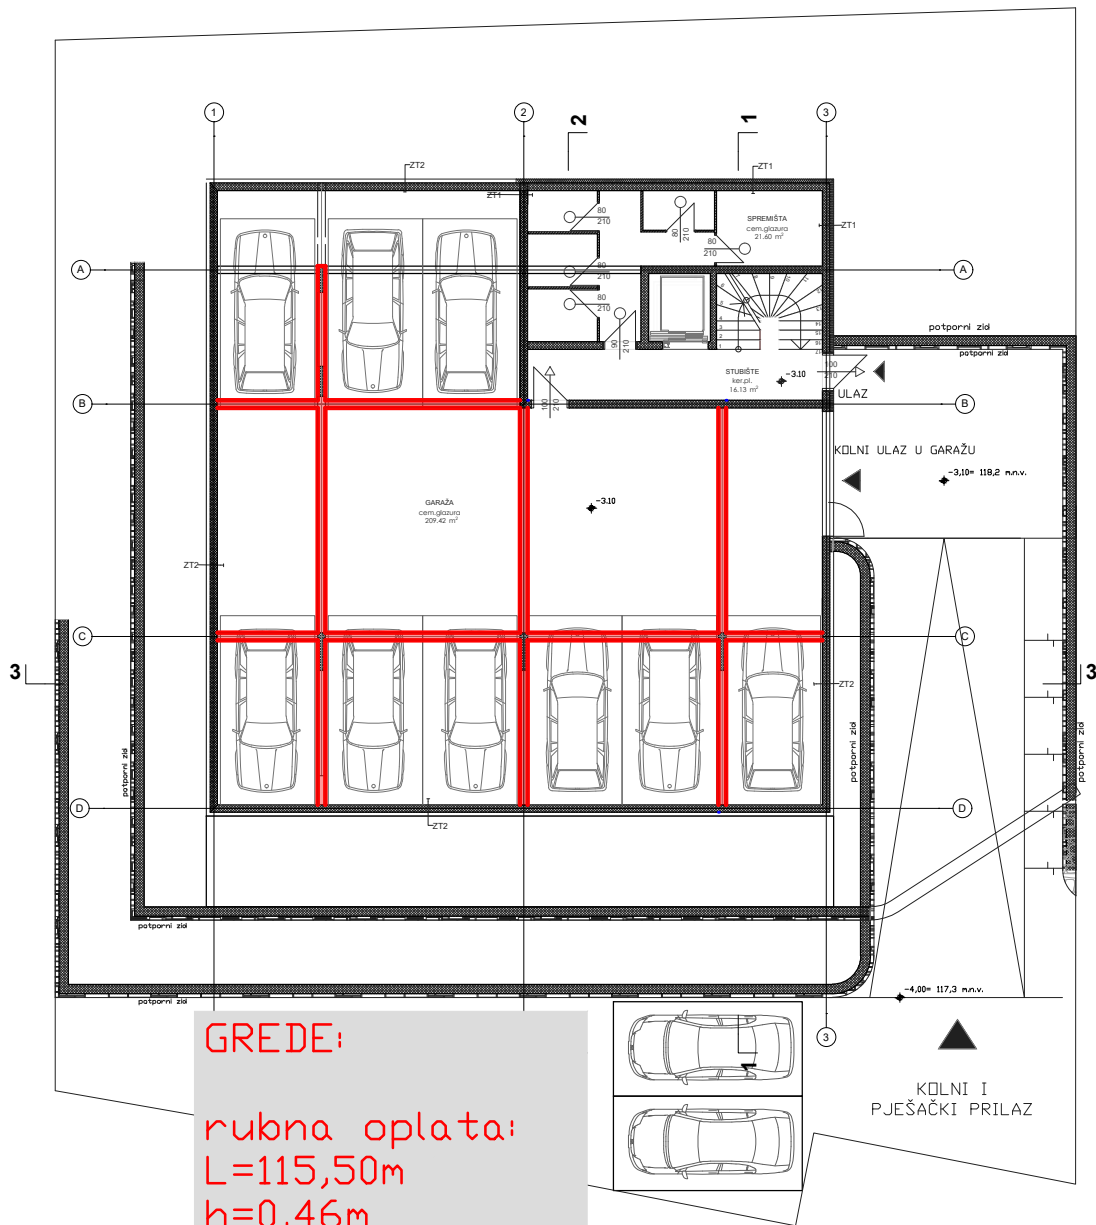 1
2
3
2
1
ZT2
ZT1
ZT1
ZT1
80
210
80
210
SPREMIŠTA
cem.glazura
21.60 m²
80
210
A
80
210
A
80
210
90
210
potporni zid
potporni zid
STUBIŠTE
ker.pl.
16.13 m²
-3.10
100
210
ULAZ
B
100
210
B
KOLNI ULAZ U GARAŽU
-3,10= 118,2 m.n.v.
GARAŽA
cem.glazura
209.42 m²
-3.10
ZT2
C
C
3
3
ZT2
potporni zid
potporni zid
potporni zid
D
D
ZT2
potporni zid
potporni zid
-4,00= 117,3 m.n.v.
GREDE:
3
1
rubna oplata:
L=115,50m
h=0,46m
KOLNI I
PJEŠAČKI PRILAZ